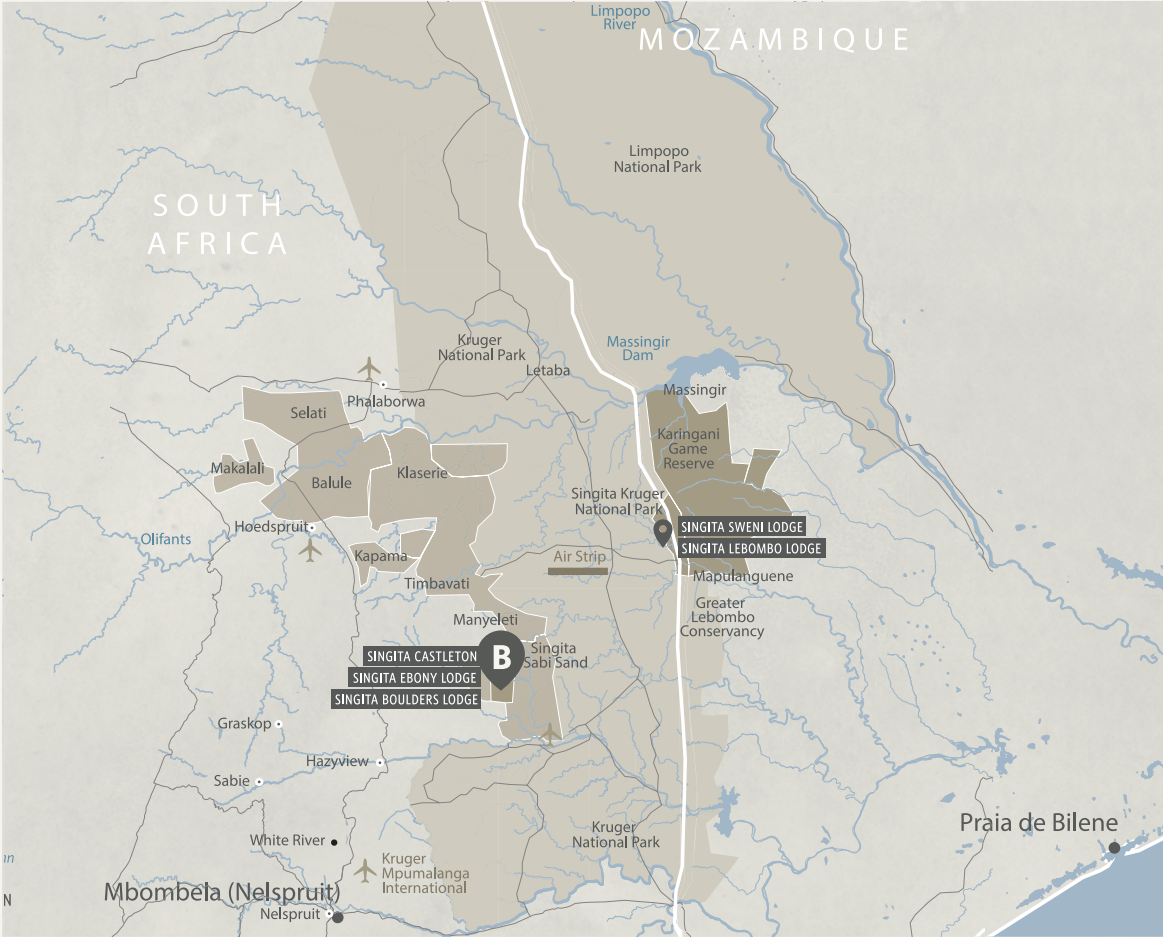 Limpopo
River
MOZAMBIQUE
Limpopo
National Park
SOUTH
AFRICA
Kruger
National Park
Massingir
Dam
Letaba
Massingir
Phalaborwa
Selati
Karingani
Game
Reserve
Makalali
Balule
Klaserie
Singita Kruger
National Park
Hoedspruit
SINGITA SWENI LODGE
SINGITA LEBOMBO LODGE
Olifants
Kapama
Air Strip
Timbavati
Mapulanguene
Greater
Lebombo
Conservancy
Manyeleti
SINGITA CASTLETON
SINGITA EBONY LODGE
SINGITA BOULDERS LODGE
B
Singita
Sabi Sand
Graskop
Hazyview
Sabie
White River
Kruger
National Park
Praia de Bilene
Kruger
Mpumalanga
International
nn
N
Mbombela (Nelspruit)
Nelspruit